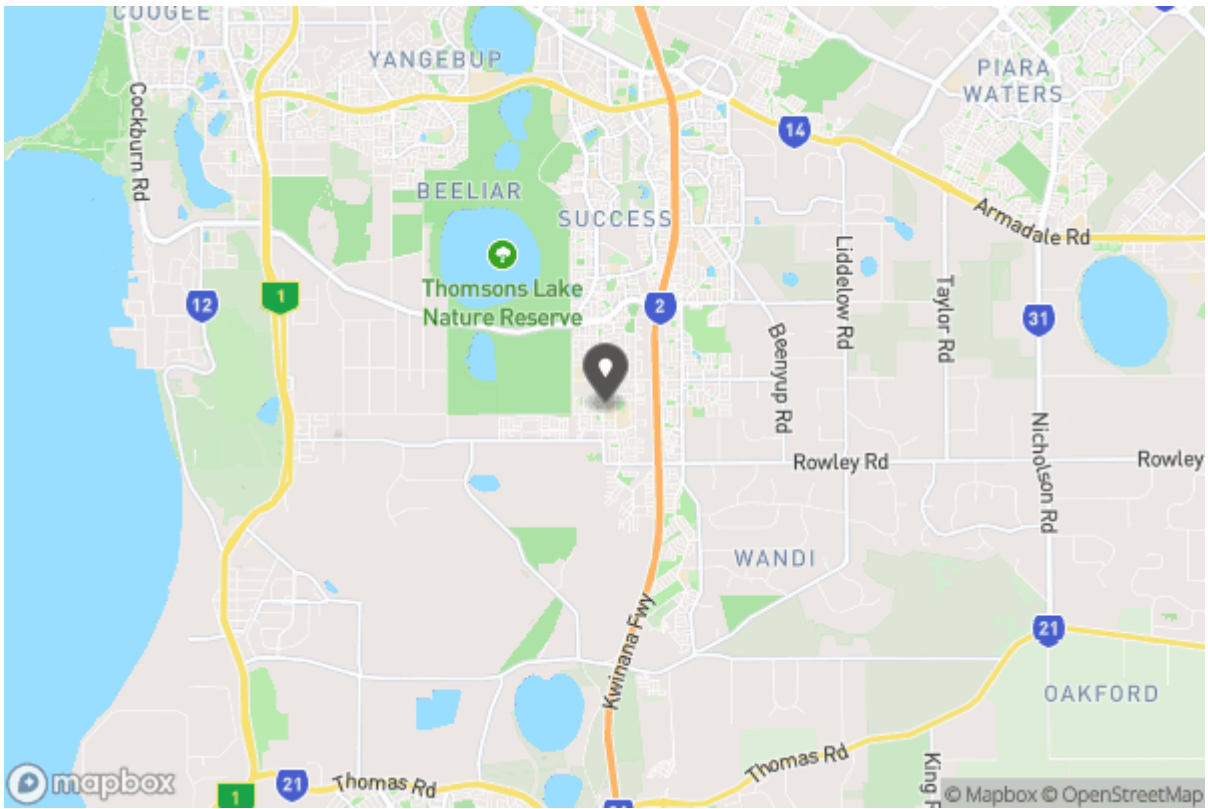 COOGEE
YANGEBUP
PIARA
WATERS
Cockburn Rd
14
BEELIAR
SUCCESS
Armadale Rd
Liddelow Rd
Taylor Rd
Thomsons Lake
Nature Reserve
1
12
2
31
Beenyup Rd
Nicholson Rd
Rowley Rd
Rowley
WANDI
Kwinana Fwy
21
OAKFORD
Thomas Rd
King
mapbox
1
21
Thomas Rd
© Mapbox © OpenStreetMap